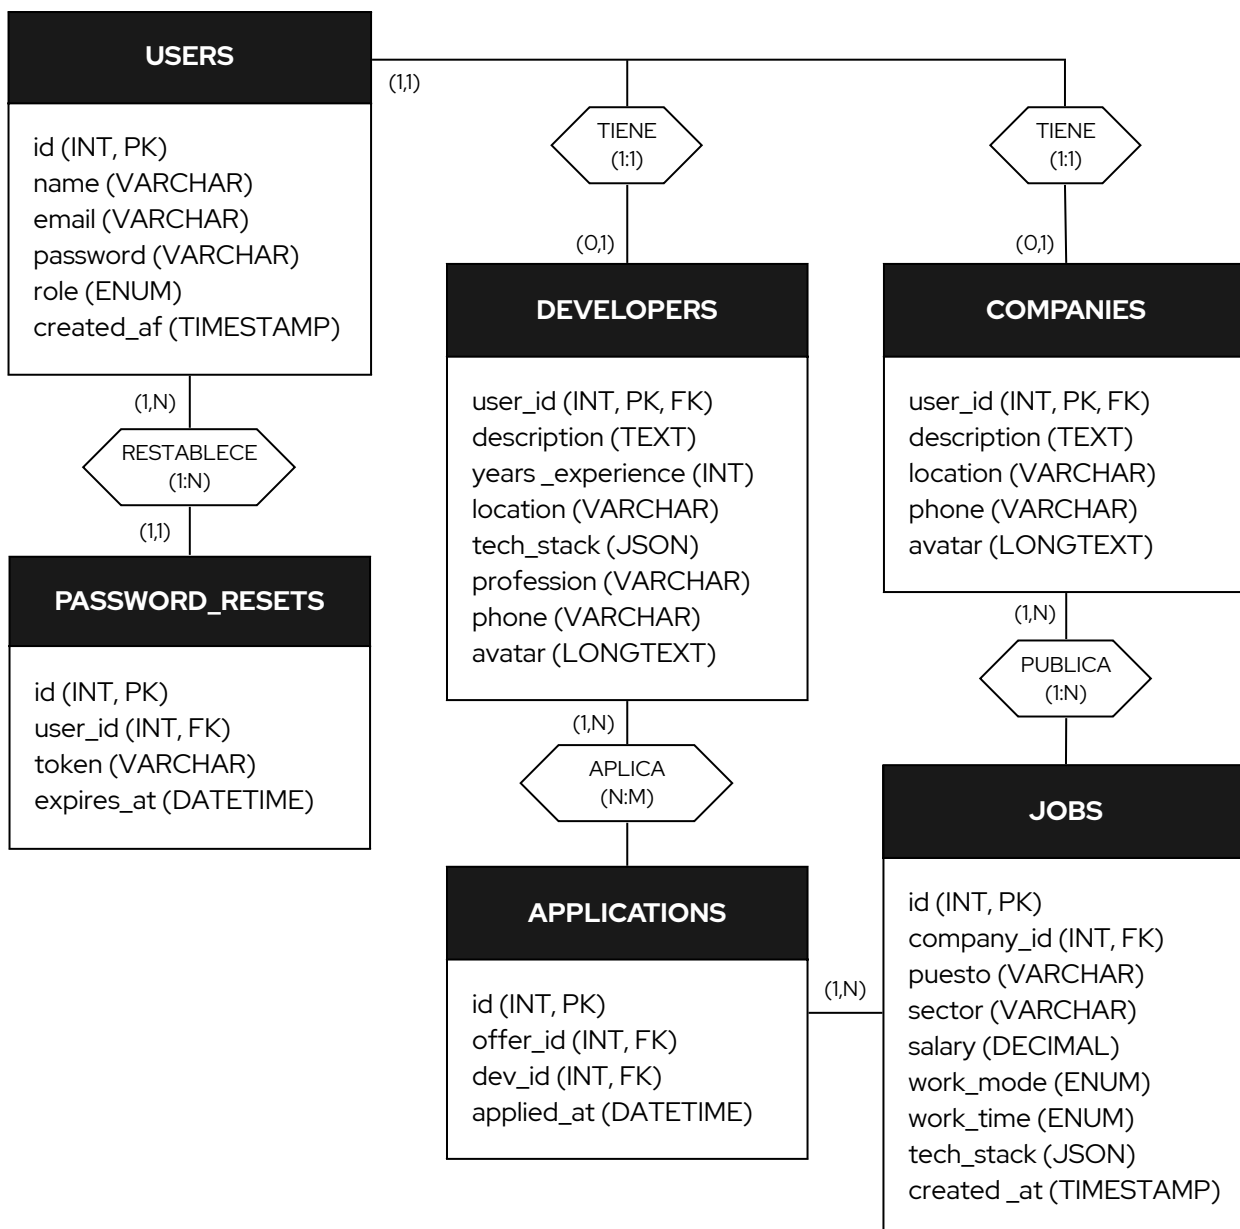 USERS
id (INT, PK)
name (VARCHAR)
email (VARCHAR)
password (VARCHAR)
role (ENUM)
created_af (TIMESTAMP)
(1,1)
TIENE
(1:1)
(0,1)
TIENE
(1:1)
(0,1)
(1,N)
RESTABLECE
(1:N)
(1,1)
PASSWORD_RESETS
id (INT, PK)
user_id (INT, FK)
token (VARCHAR)
expires_at (DATETIME)
DEVELOPERS
user_id (INT, PK, FK)
description (TEXT)
years _experience (INT)
location (VARCHAR)
tech_stack (JSON)
profession (VARCHAR)
phone (VARCHAR)
avatar (LONGTEXT)
(1,N)
APLICA
(N:M)
APPLICATIONS
id (INT, PK)
offer_id (INT, FK)
dev_id (INT, FK)
applied_at (DATETIME)
(1,N)
COMPANIES
user_id (INT, PK, FK)
description (TEXT)
location (VARCHAR)
phone (VARCHAR)
avatar (LONGTEXT)
(1,N)
PUBLICA
(1:N)
JOBS
id (INT, PK)
company_id (INT, FK)
puesto (VARCHAR)
sector (VARCHAR)
salary (DECIMAL)
work_mode (ENUM)
work_time (ENUM)
tech_stack (JSON)
created _at (TIMESTAMP)